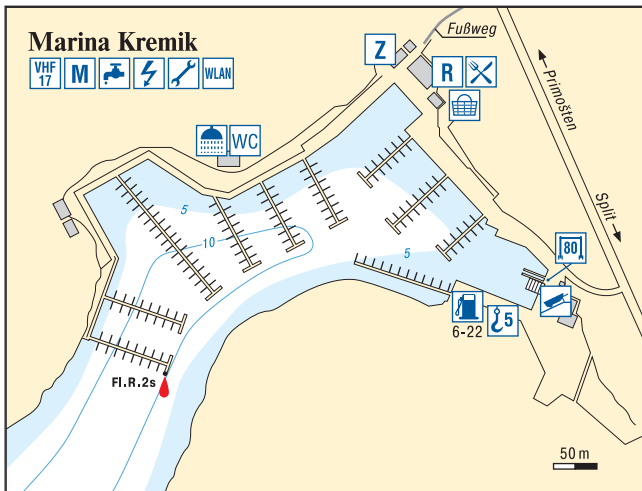 Marina Kremik
VHF
17
M
WLAN
Fußweg
Z
R
Primošten
WC
Split
5
10
5
80
6-22
5
Fl.R.2s
50 m